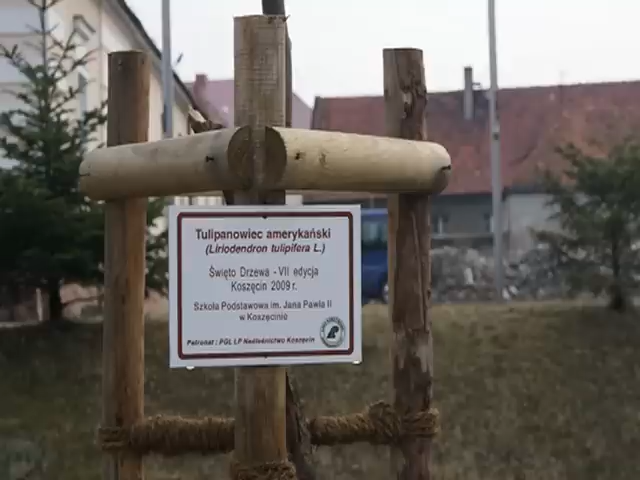 Tulipanowiec amerykański
(Liriodendron tulipifera L.)
Święto Drzewa - VII edycja
Koszęcin 2009 r.
Szkoła Podstawowa im. Jana Pawła II
w Koszęcinie
Patronat : PGL LP Nadleśnictwo Koszęcin